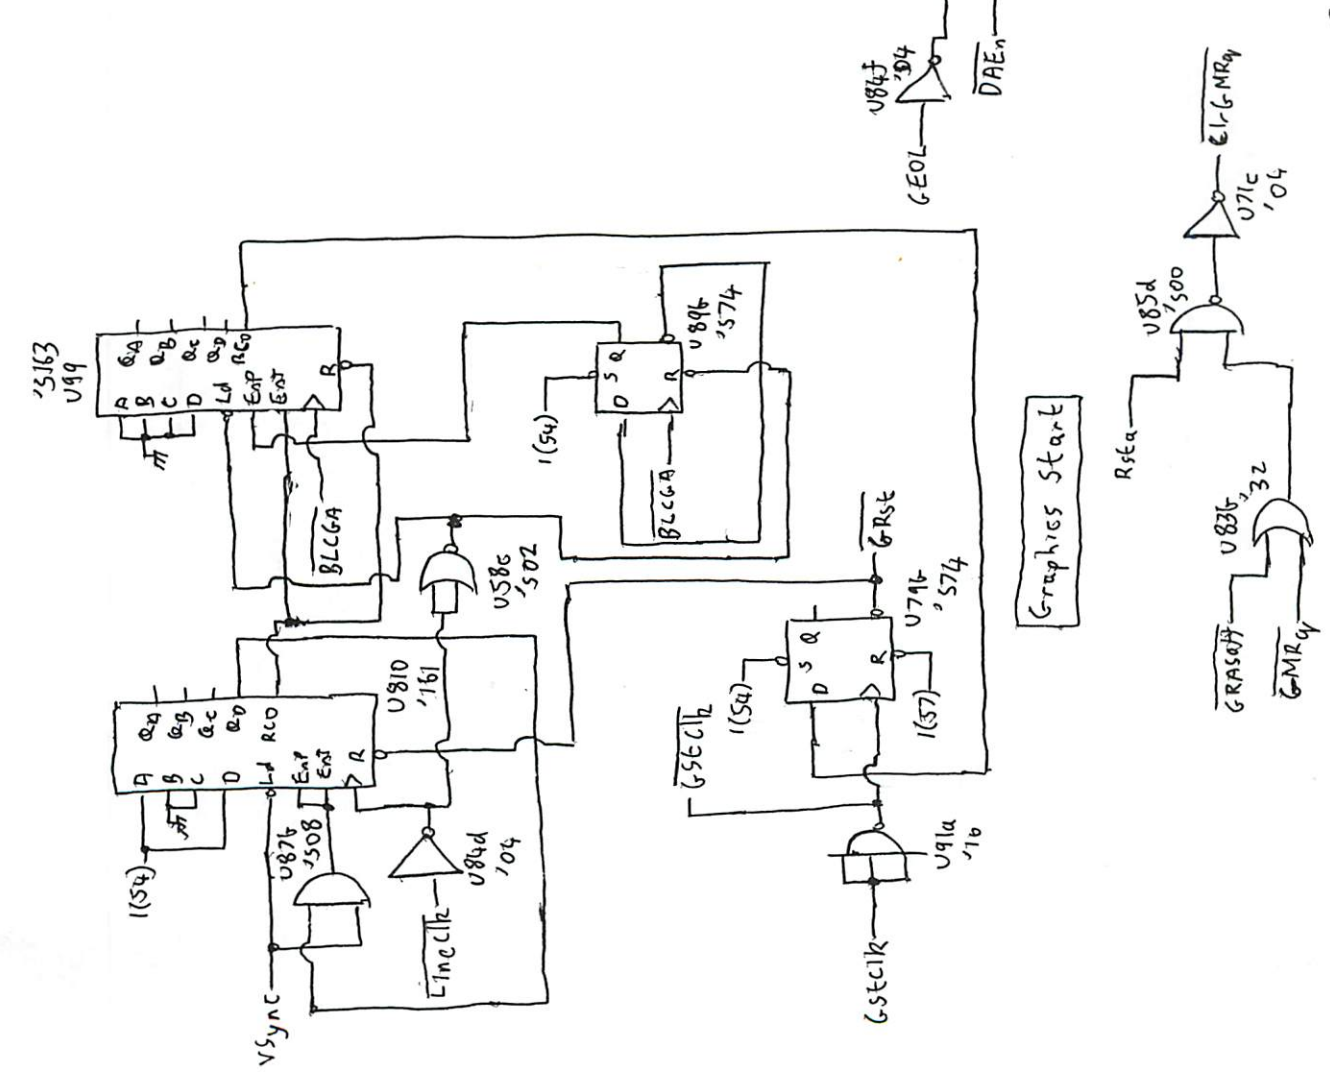 VSync
1(54)
A
B
C
D
Ld
EnP
EnT
R
QA
QB
QC
QD
RCO
U810
'161
U87b
'S08
LineClk
U84d
'04
U58c
'S02
'S163
U99
A
B
C
D
Ld
EnP
EnT
R
QA
QB
QC
QD
RCO
BLCGA
1(54)
D
S
Q
R
U89b
'S74
BLCGA
GStClk
U91a
GStClk
1(54)
D
S
Q
R
1(57)
U79b
'S74
GRst
Graphics Start
GEOL
U84f
'04
DAEn
Rsta
U85d
'S00
GMRq
U83b
'32
U71c
'04
ClrGMRq